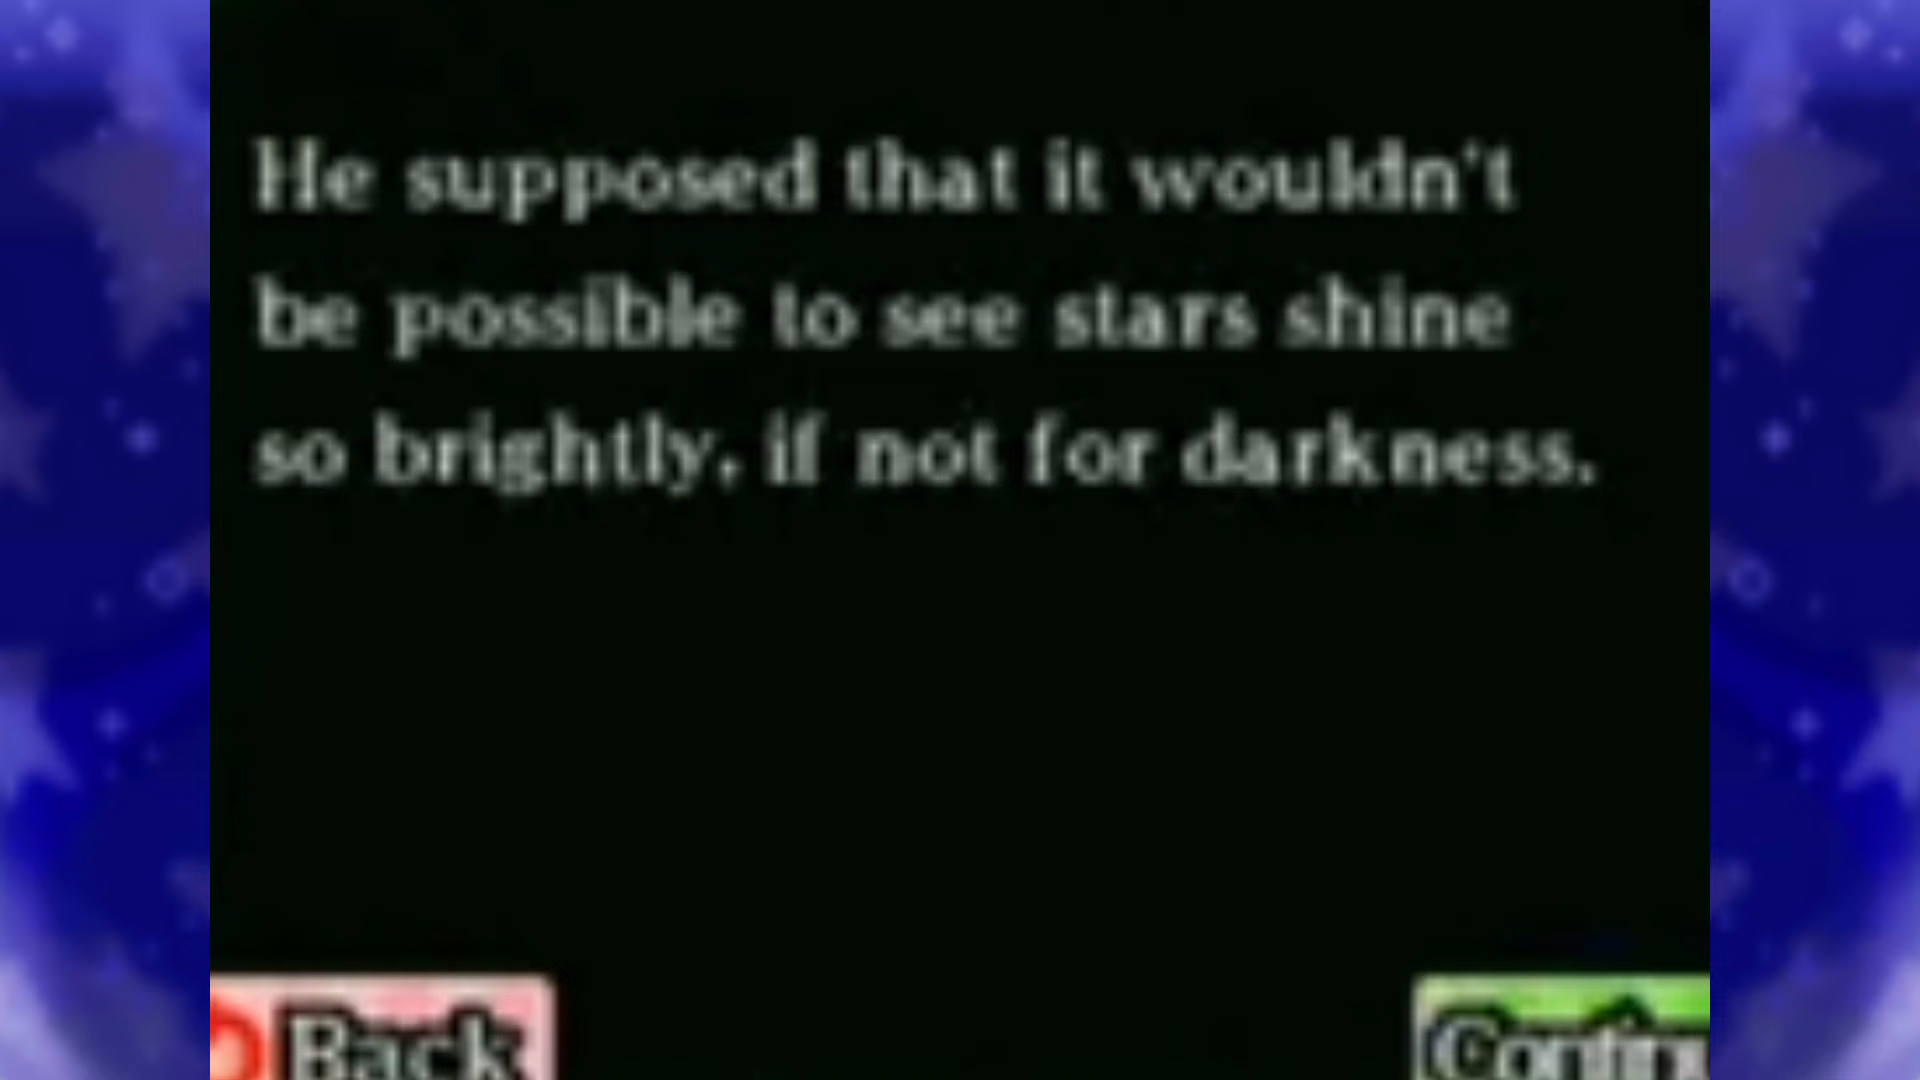 He supposed that it wouldn't
be possible to see stars shine
so brightly, if not for darkness.
Back